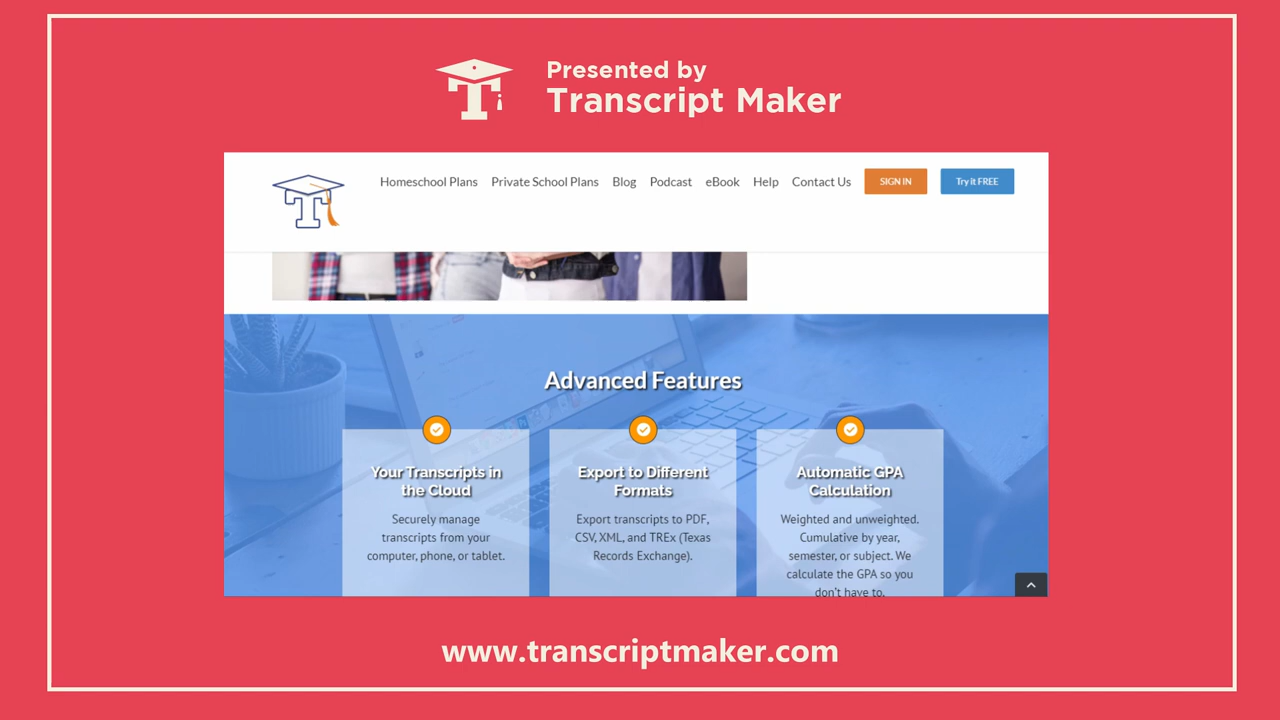 Presented by
Transcript Maker
Homeschool Plans Private School Plans Blog Podcast eBook Help Contact Us SIGN IN Try it FREE
Advanced Features
Your Transcripts in
the Cloud
Securely manage
transcripts from your
computer, phone, or tablet.
Export to Different
Formats
Export transcripts to PDF,
CSV, XML, and TREx (Texas
Records Exchange).
Automatic GPA
Calculation
Weighted and unweighted.
Cumulative by year,
semester, or subject. We
calculate the GPA so you
don't have to.
www.transcriptmaker.com